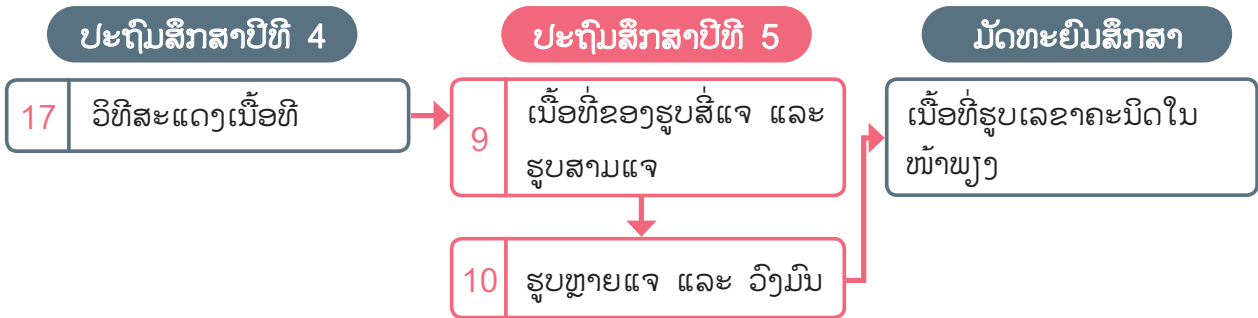 ປະຖົມສຶກສາປີທີ 4
ປະຖົມສຶກສາປີທີ 5
ມັດທະຍົມສຶກສາ
17 ວິທີສະແດງເນື້ອທີ
9 ເນື້ອທີ່ຂອງຮູບສີ່ແຈ ແລະ
ຮູບສາມແຈ
ເນື້ອທີ່ຮູບເລຂາຄະນິດໃນ
ໜ້າພຽງ
10 ຮູບຫຼາຍແຈ ແລະ ວົງມົນ